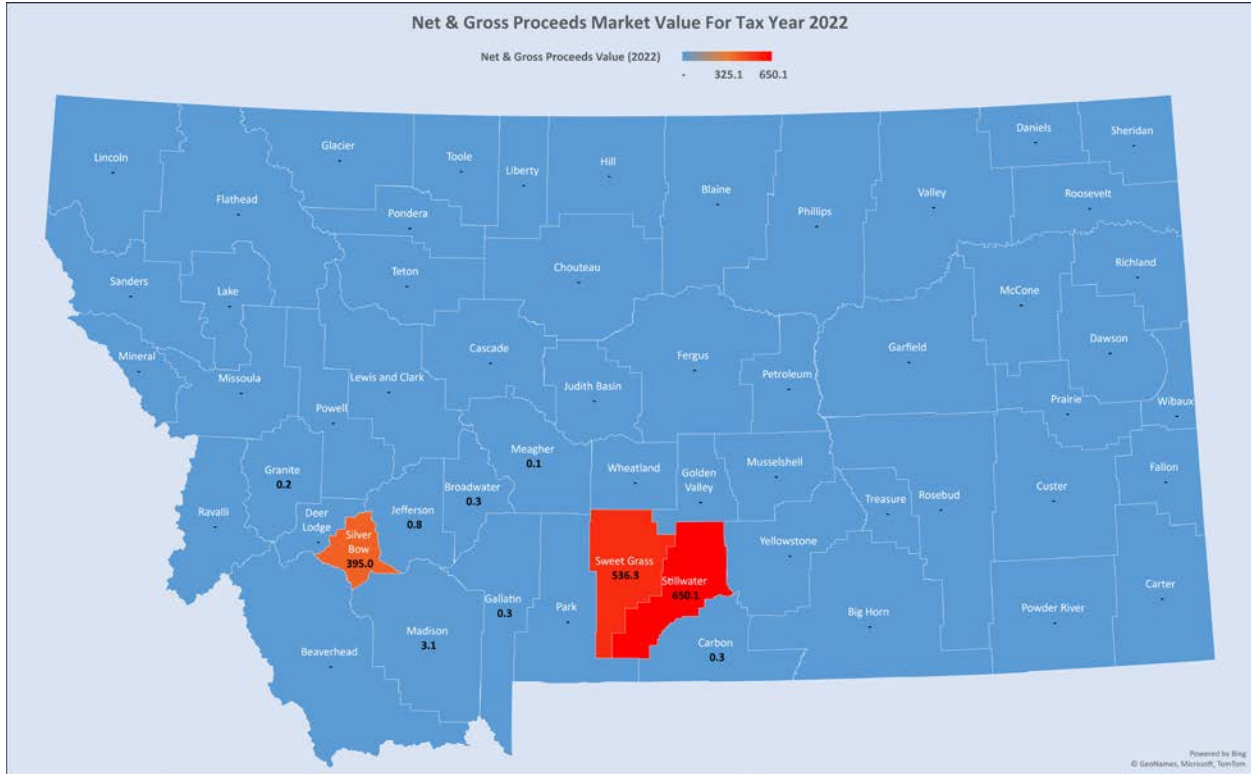 Net & Gross Proceeds Market Value For Tax Year 2022
Net & Gross Proceeds Value (2022)
- 325.1 650.1
Lincoln
-
Flathead
-
Glacier
-
Toole
-
Liberty
-
Hill
-
Blaine
-
Phillips
-
Valley
-
Daniels
-
Sheridan
-
Roosevelt
-
Pondera
-
Teton
-
Chouteau
-
Sanders
-
Lake
-
Richland
-
McCone
-
Dawson
-
Garfield
-
Mineral
-
Missoula
-
Powell
-
Lewis and Clark
-
Cascade
-
Judith Basin
-
Fergus
-
Petroleum
-
Prairie
-
Wibaux
-
Granite
0.2
Meagher
0.1
Broadwater
0.3
Jefferson
0.8
Wheatland
-
Golden
Valley
-
Musselshell
-
Treasure
-
Rosebud
-
Custer
-
Fallon
-
Ravalli
-
Deer
Lodge
-
Silver
Bow
395.0
Yellowstone
-
Sweet Grass
536.3
Stillwater
650.1
Gallatin
0.3
Park
-
Big Horn
-
Powder River
-
Carter
-
Madison
3.1
Beaverhead
-
Carbon
0.3
Powered by Bing
© GeoNames, Microsoft, TomTom